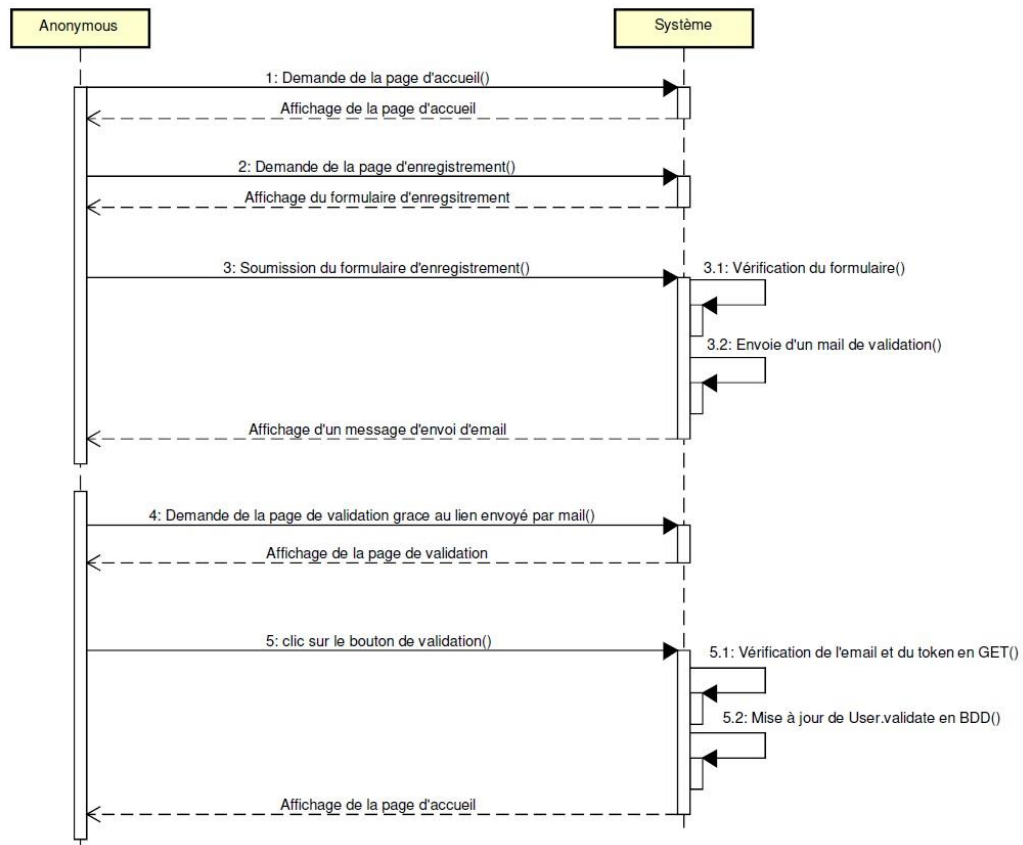 Anonymous
Système
1: Demande de la page d'accueil()
Affichage de la page d'accueil
2: Demande de la page d'enregistrement()
Affichage du formulaire d'enregsitrement
3: Soumission du formulaire d'enregistrement()
3.1: Vérification du formulaire()
3.2: Envoie d'un mail de validation()
Affichage d'un message d'envoi d'email
4: Demande de la page de validation grace au lien envoyé par mail()
Affichage de la page de validation
5: clic sur le bouton de validation()
5.1: Vérification de l'email et du token en GET()
5.2: Mise à jour de User.validate en BDD()
Affichage de la page d'accueil